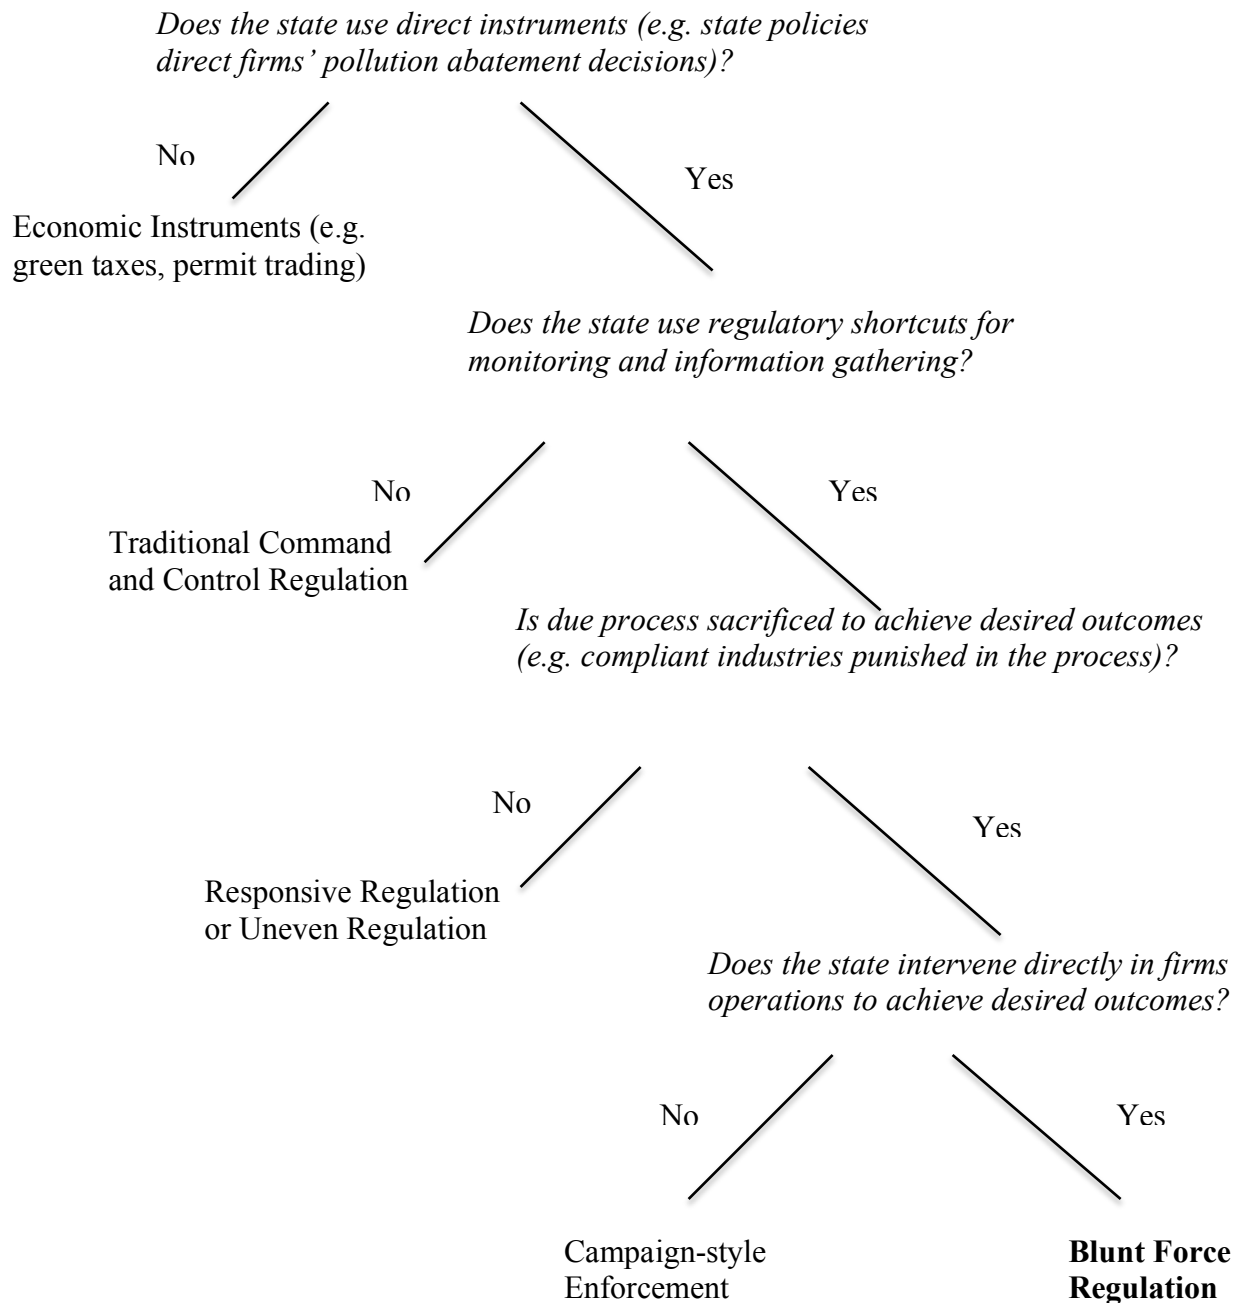 Does the state use direct instruments (e.g. state policies
direct firms’ pollution abatement decisions)?
No
Yes
Economic Instruments (e.g.
green taxes, permit trading)
Does the state use regulatory shortcuts for
monitoring and information gathering?
No
Yes
Traditional Command
and Control Regulation
Is due process sacrificed to achieve desired outcomes
(e.g. compliant industries punished in the process)?
No
Yes
Responsive Regulation
or Uneven Regulation
Does the state intervene directly in firms
operations to achieve desired outcomes?
No
Yes
Campaign-style
Enforcement
Blunt Force
Regulation